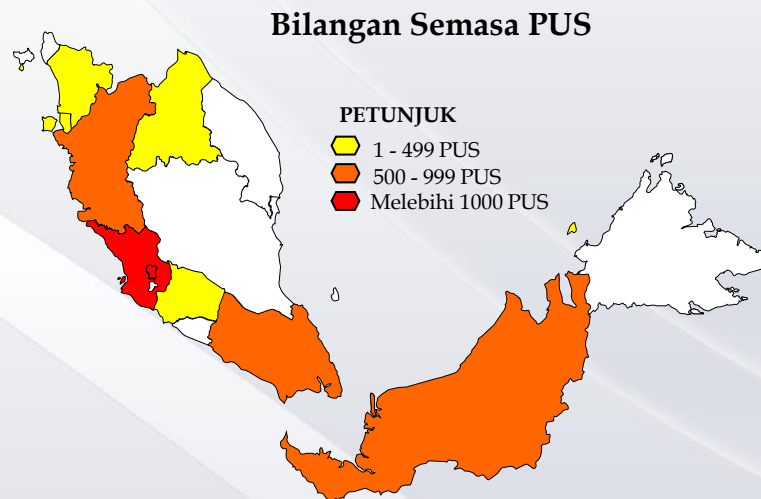 Bilangan Semasa PUS
PETUNJUK
1 - 499 PUS
500 - 999 PUS
Melebihi 1000 PUS